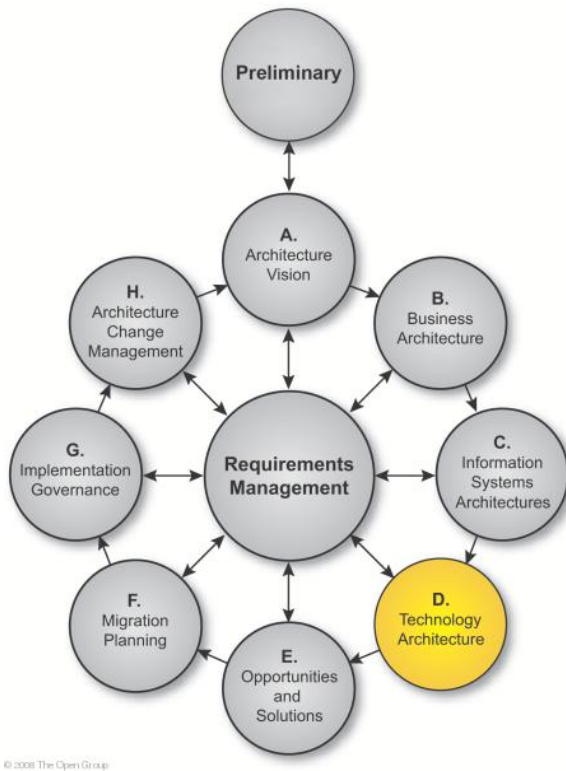 Preliminary
A.
Architecture
Vision
B.
Business
Architecture
C.
Information
Systems
Architectures
D.
Technology
Architecture
E.
Opportunities
and
Solutions
F.
Migration
Planning
G.
Implementation
Governance
H.
Architecture
Change
Management
Requirements
Management
© 2008 The Open Group